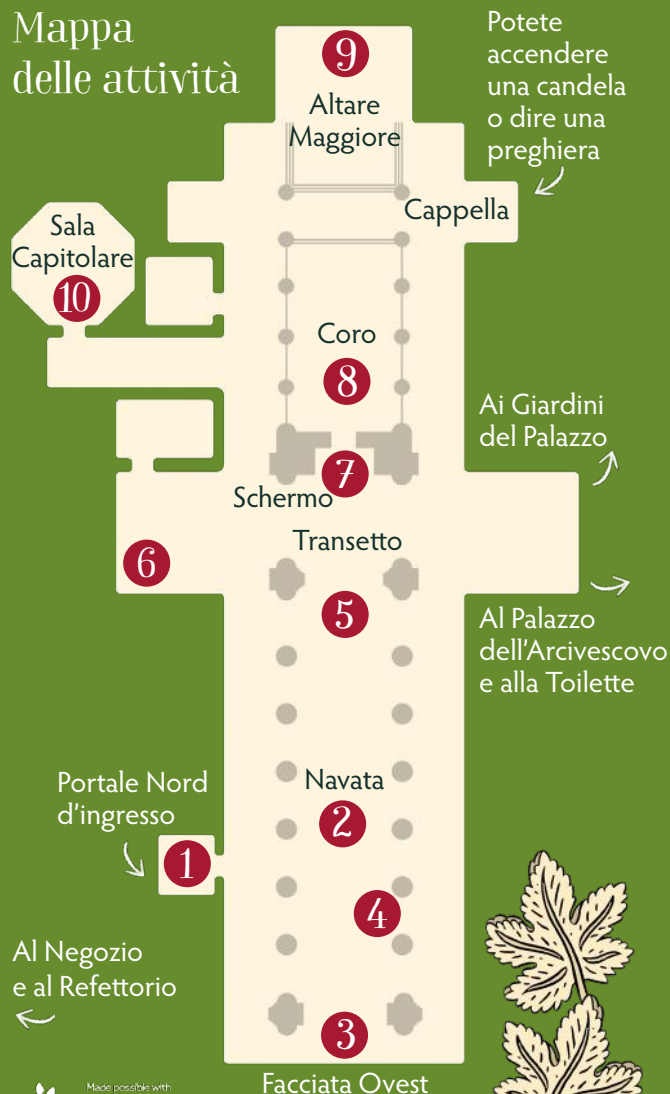 Mappa
delle attività
Potete
accendere
una candela
o dire una
preghiera
9
Altare
Maggiore
Cappella
Sala
Capitolare
10
Coro
8
Ai Giardini
del Palazzo
7
Schermo
Transetto
6
5
Al Palazzo
dell'Arcivescovo
e alla Toilette
Portale Nord
d'ingresso
Navata
2
1
4
Al Negozio
e al Refettorio
3
Facciata Ovest
Made possible with